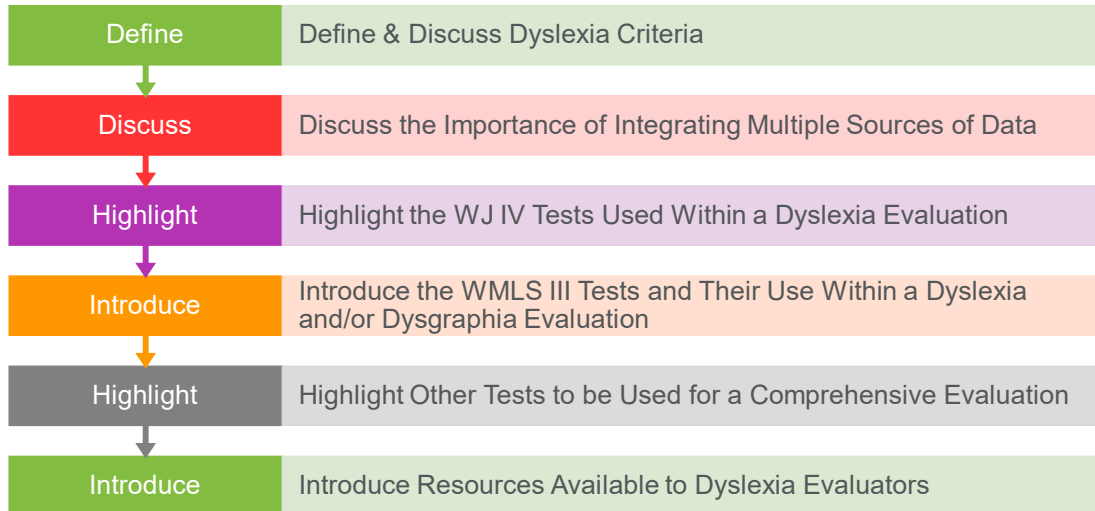 Define
Define & Discuss Dyslexia Criteria
Discuss
Discuss the Importance of Integrating Multiple Sources of Data
Highlight
Highlight the WJ IV Tests Used Within a Dyslexia Evaluation
Introduce
Introduce the WMLS III Tests and Their Use Within a Dyslexia
and/or Dysgraphia Evaluation
Highlight
Highlight Other Tests to be Used for a Comprehensive Evaluation
Introduce
Introduce Resources Available to Dyslexia Evaluators